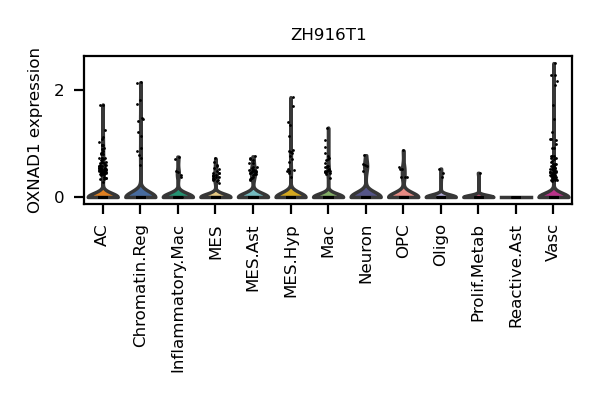 ZH916T1
OXNAD1 expression
2
0
AC
Chromatin.Reg
Inflammatory.Mac
MES
MES.Ast
MES.Hyp
Mac
Neuron
OPC
Oligo
Prolif.Metab
Reactive.Ast
Vasc